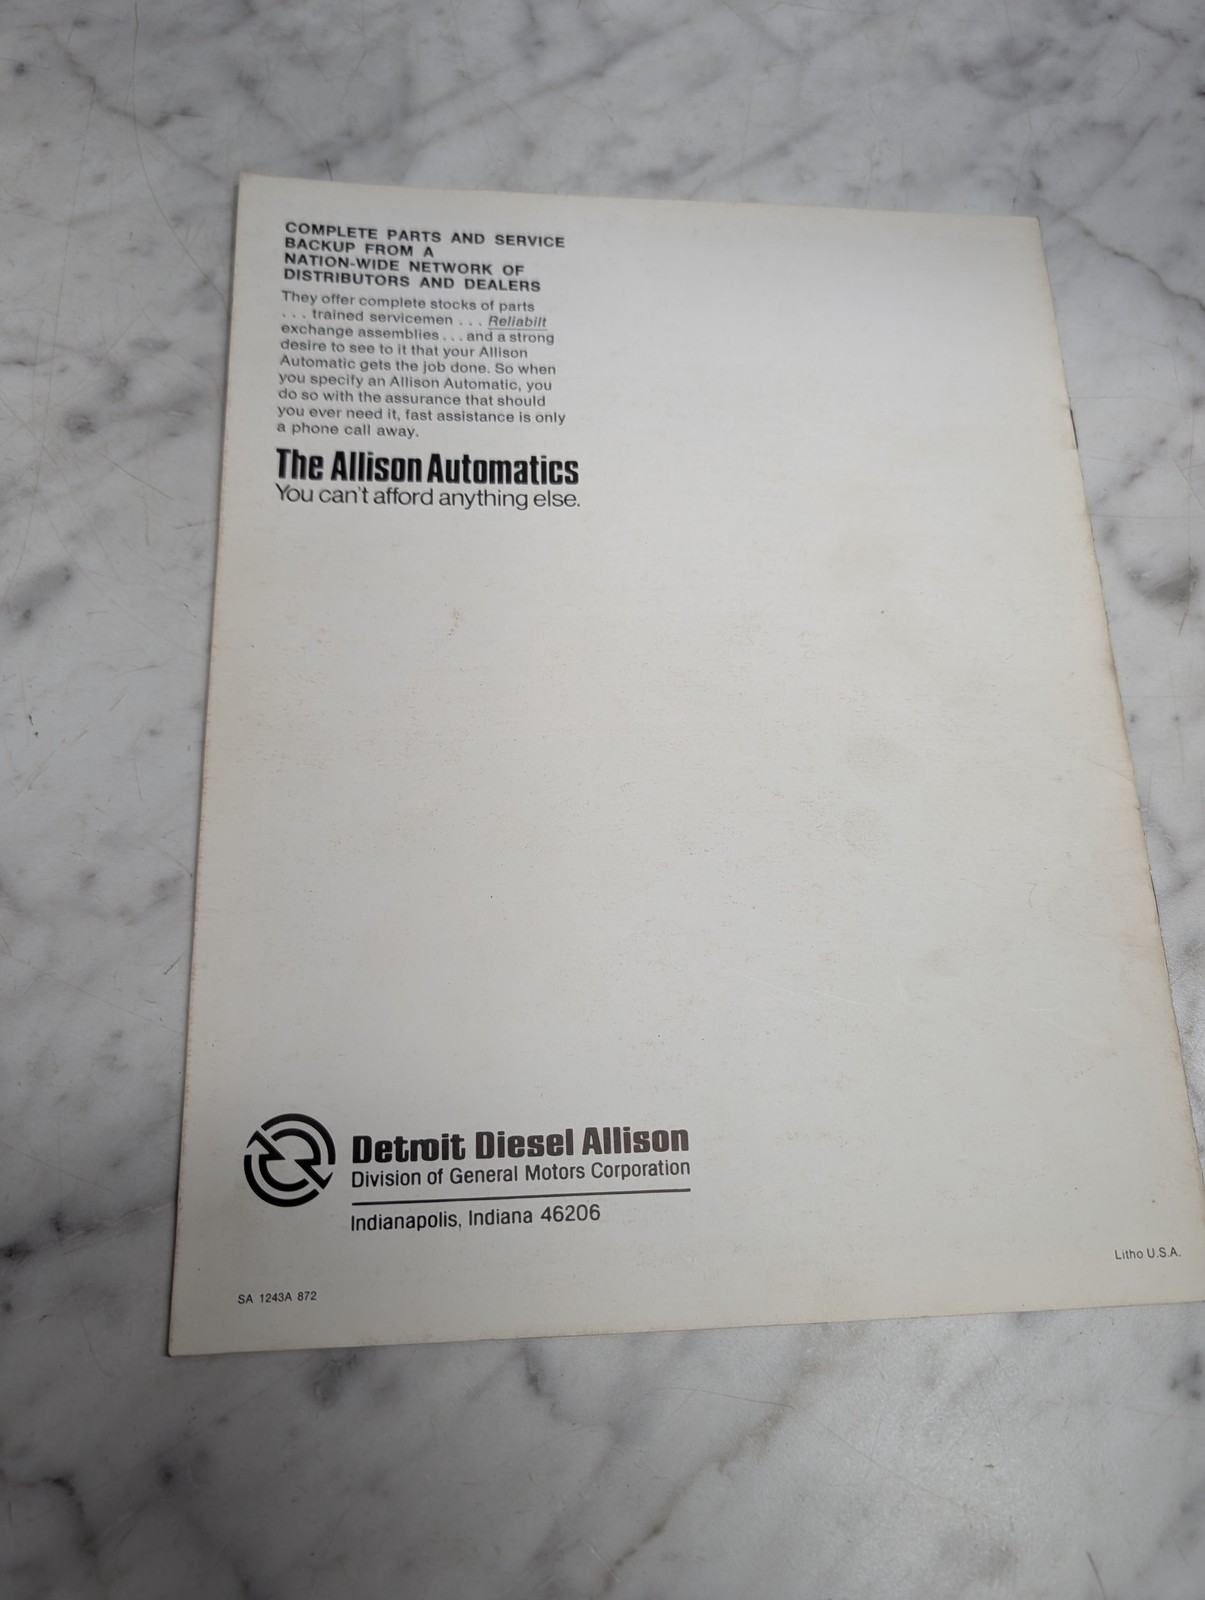 COMPLETE PARTS AND SERVICE
BACKUP FROM A
NATION-WIDE NETWORK OF
DISTRIBUTORS AND DEALERS
They offer complete stocks of parts
. . . trained servicemen . . . Reliabilt
exchange assemblies . . . and a strong
desire to see to it that your Allison
Automatic gets the job done. So when
you specify an Allison Automatic, you
do so with the assurance that should
you ever need it, fast assistance is only
a phone call away.
The Allison Automatics
You can't afford anything else.
Detroit Diesel Allison
Division of General Motors Corporation
Indianapolis, Indiana 46206
Litho U.S.A.
SA 1243A 872